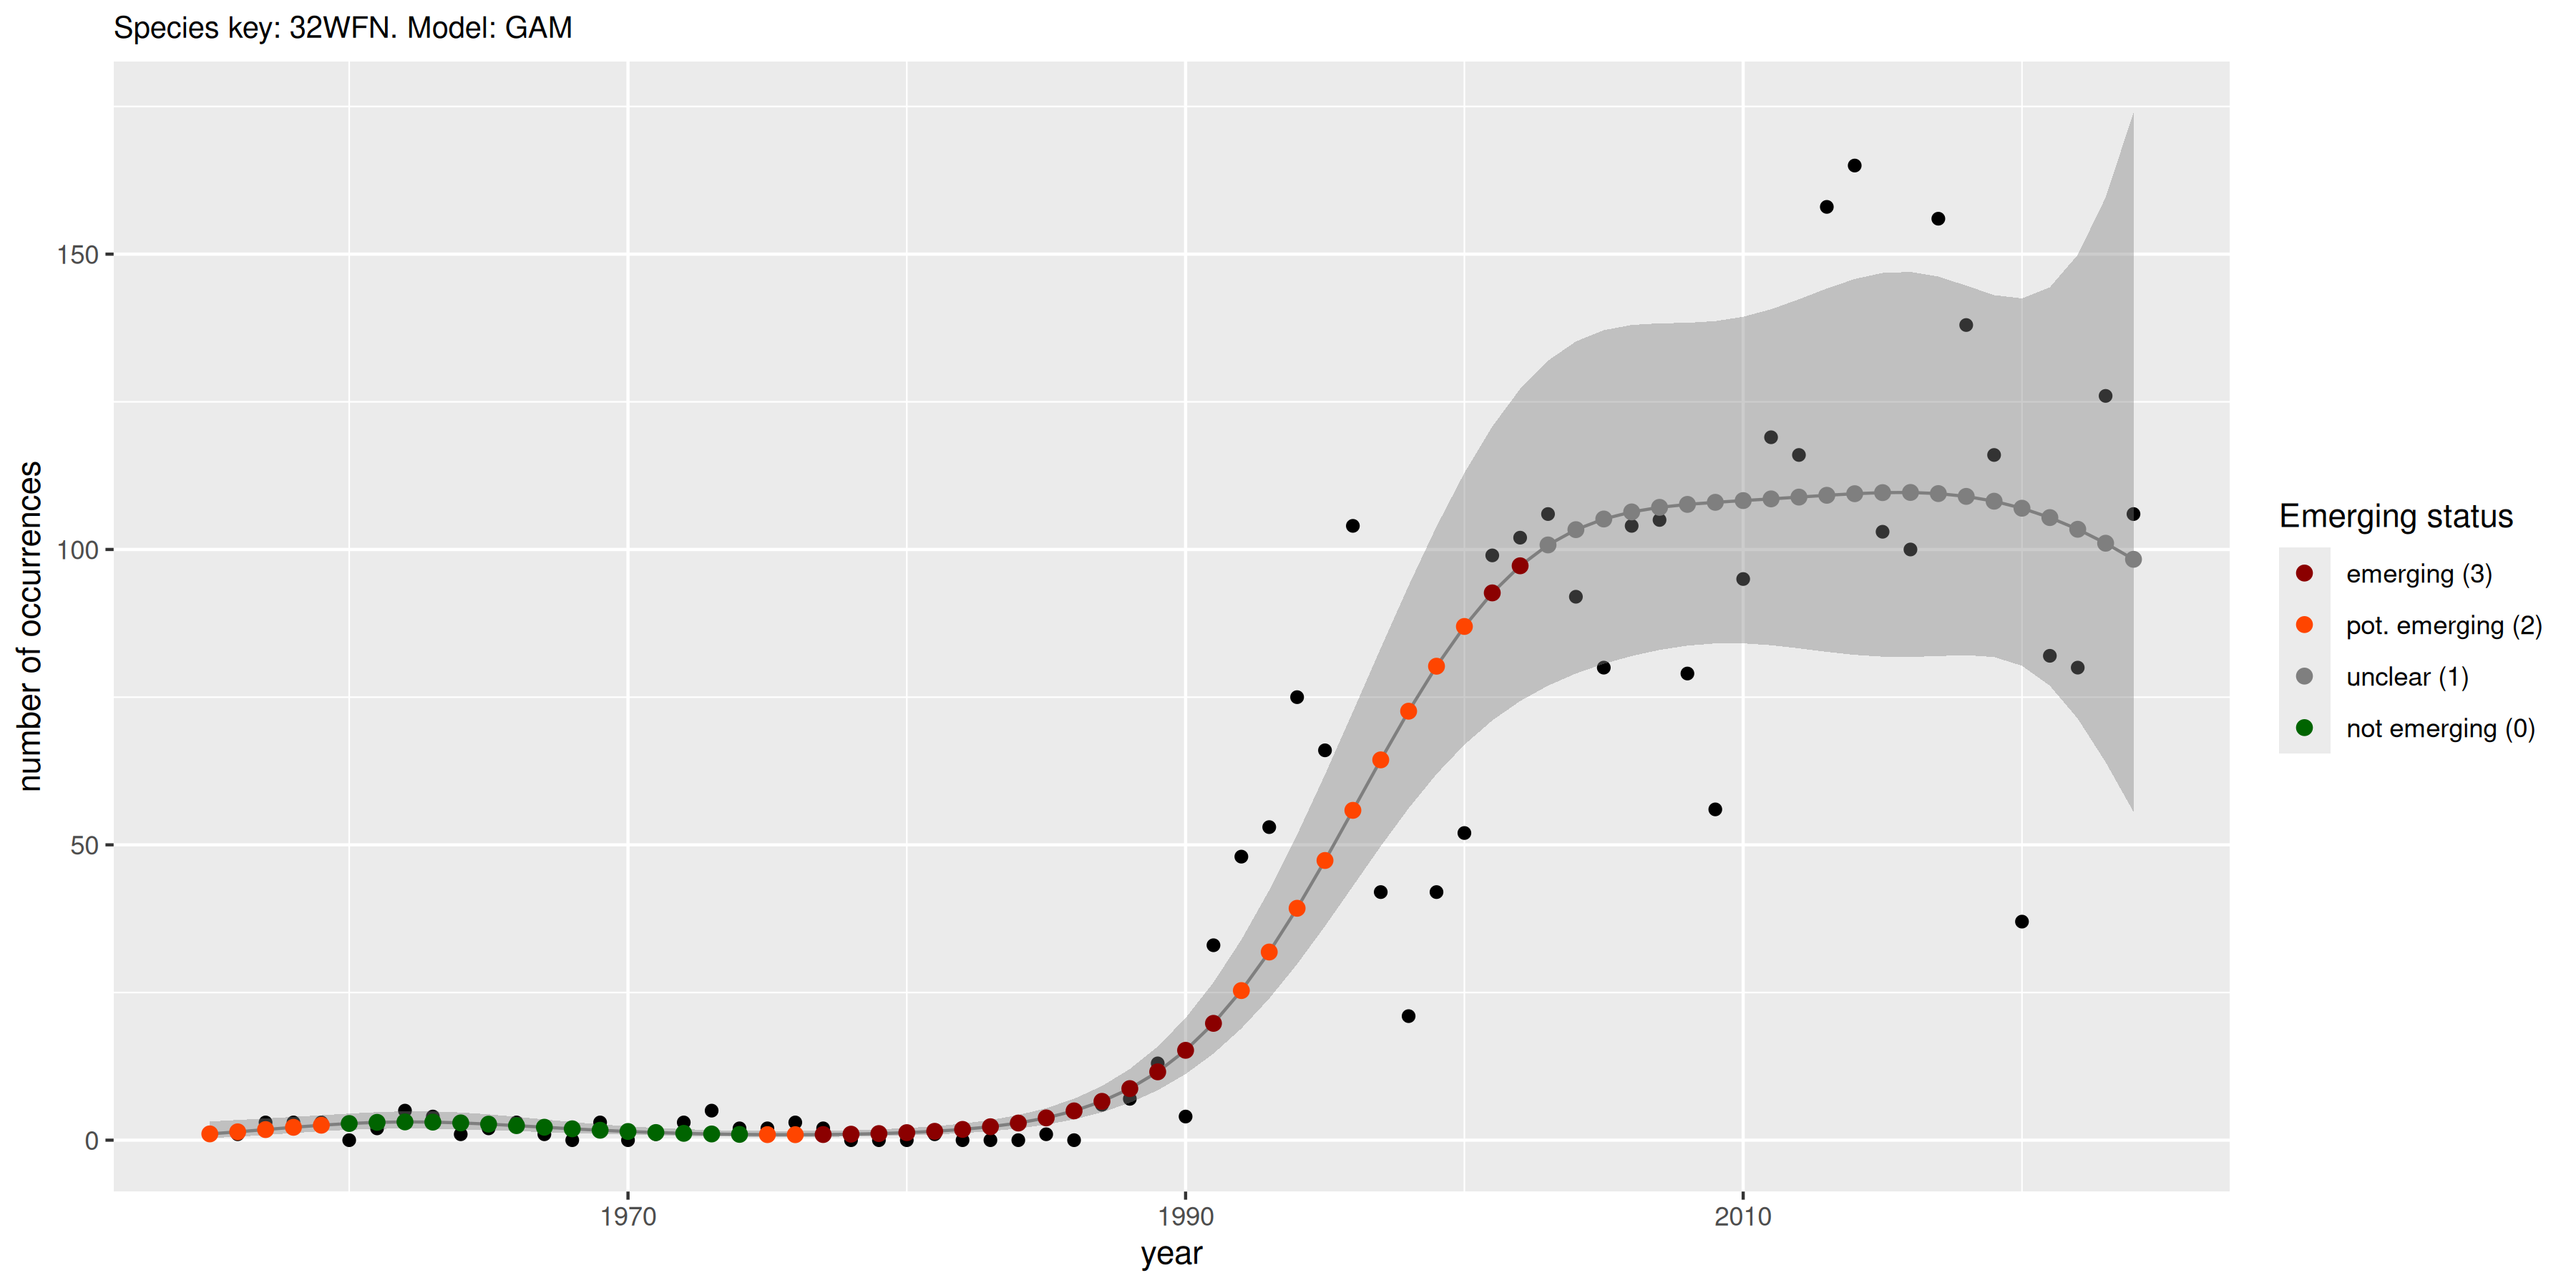 Species key: 32WFN. Model: GAM
number of occurrences
150
100
50
0
1970
1990
2010
year
Emerging status
emerging (3)
pot. emerging (2)
unclear (1)
not emerging (0)